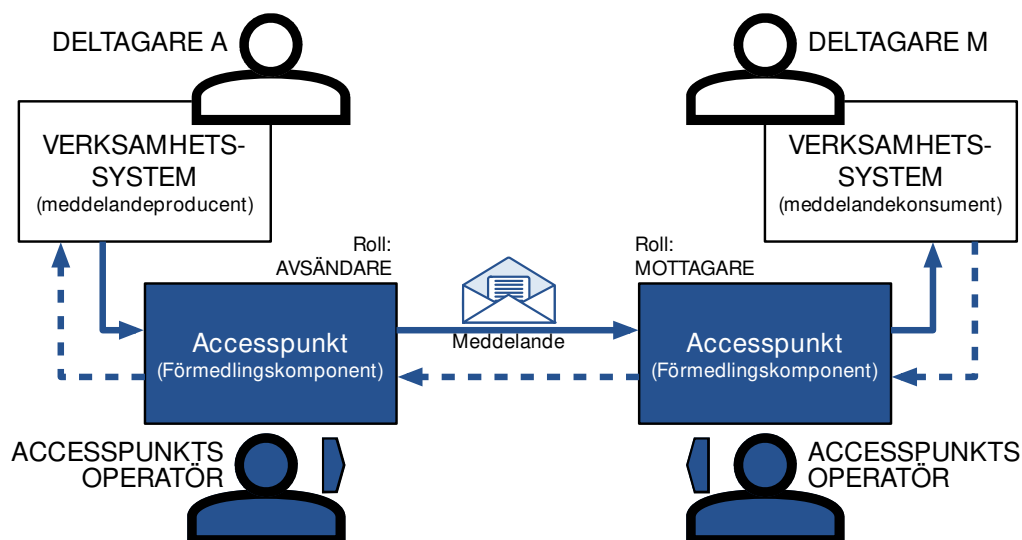 DELTAGARE A
DELTAGARE M
VERKSAMHETS-
SYSTEM
(meddelandeproducent)
VERKSAMHETS-
SYSTEM
(meddelandekonsument)
Roll:
AVSÄNDARE
Roll:
MOTTAGARE
Accesspunkt
(Förmedlingskomponent)
Meddelande
Accesspunkt
(Förmedlingskomponent)
ACCESSPUNKTS
OPERATÖR
ACCESSPUNKTS
OPERATÖR